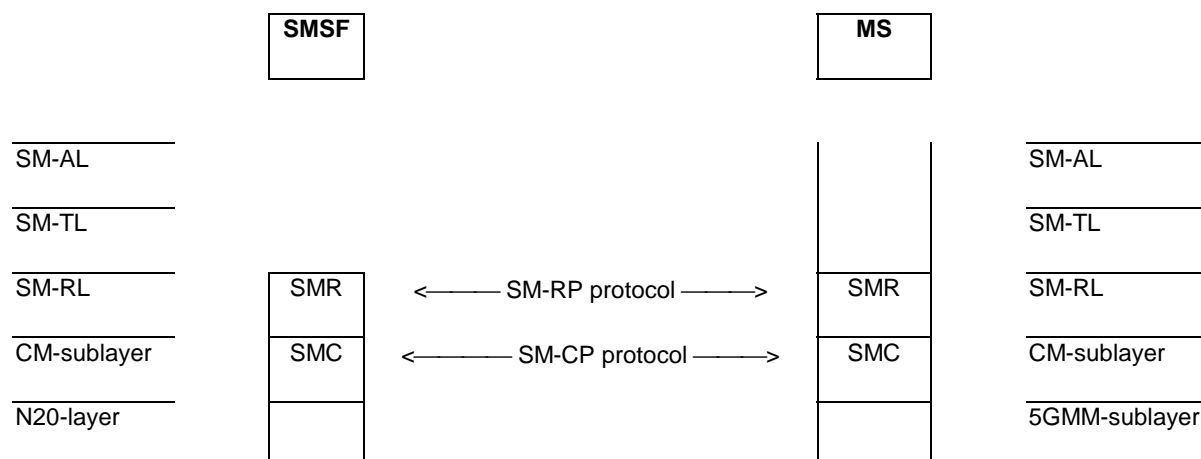 SMSF MS
SM-AL SM-AL
SM-TL SM-TL
SM-RL SMR <———— SM-RP protocol ————> SMR SM-RL
CM-sublayer SMC <————— SM-CP protocol ————> SMC CM-sublayer
N20-layer 5GMM-sublayer